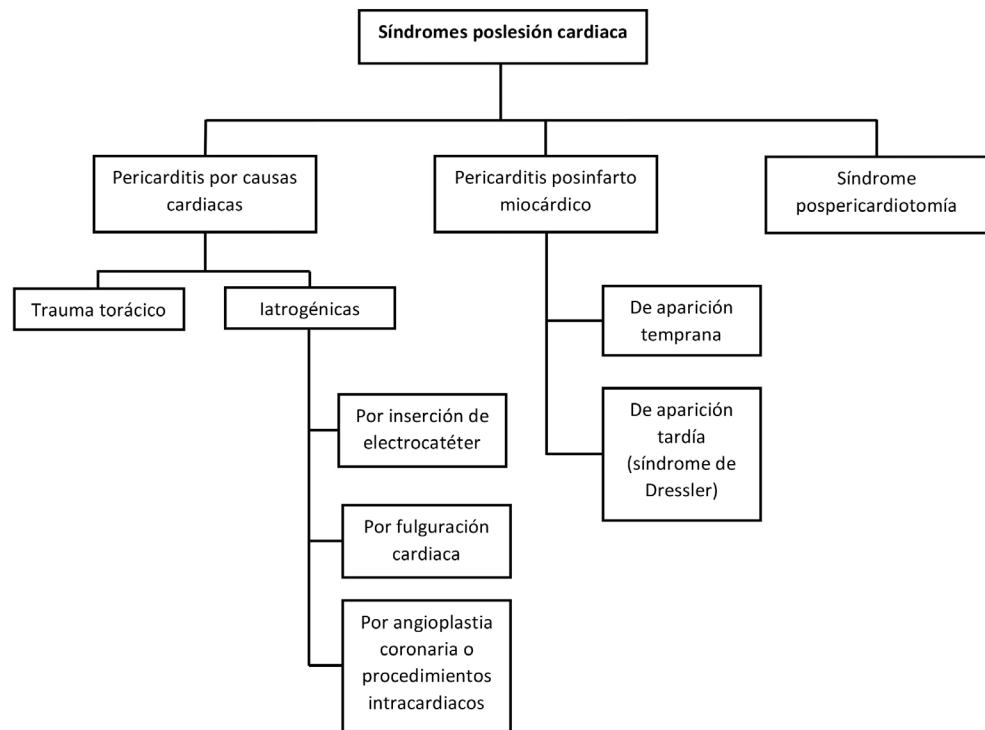 Síndromes poslesión cardiaca
Pericarditis por causas
cardiacas
Pericarditis posinfarto
miocárdico
Síndrome
pospericardiotomía
Trauma torácico
Iatrogénicas
De aparición
temprana
Por inserción de
electrocatéter
De aparición
tardía
(síndrome de
Dressler)
Por fulguración
cardiaca
Por angioplastia
coronaria o
procedimientos
intracardiacos